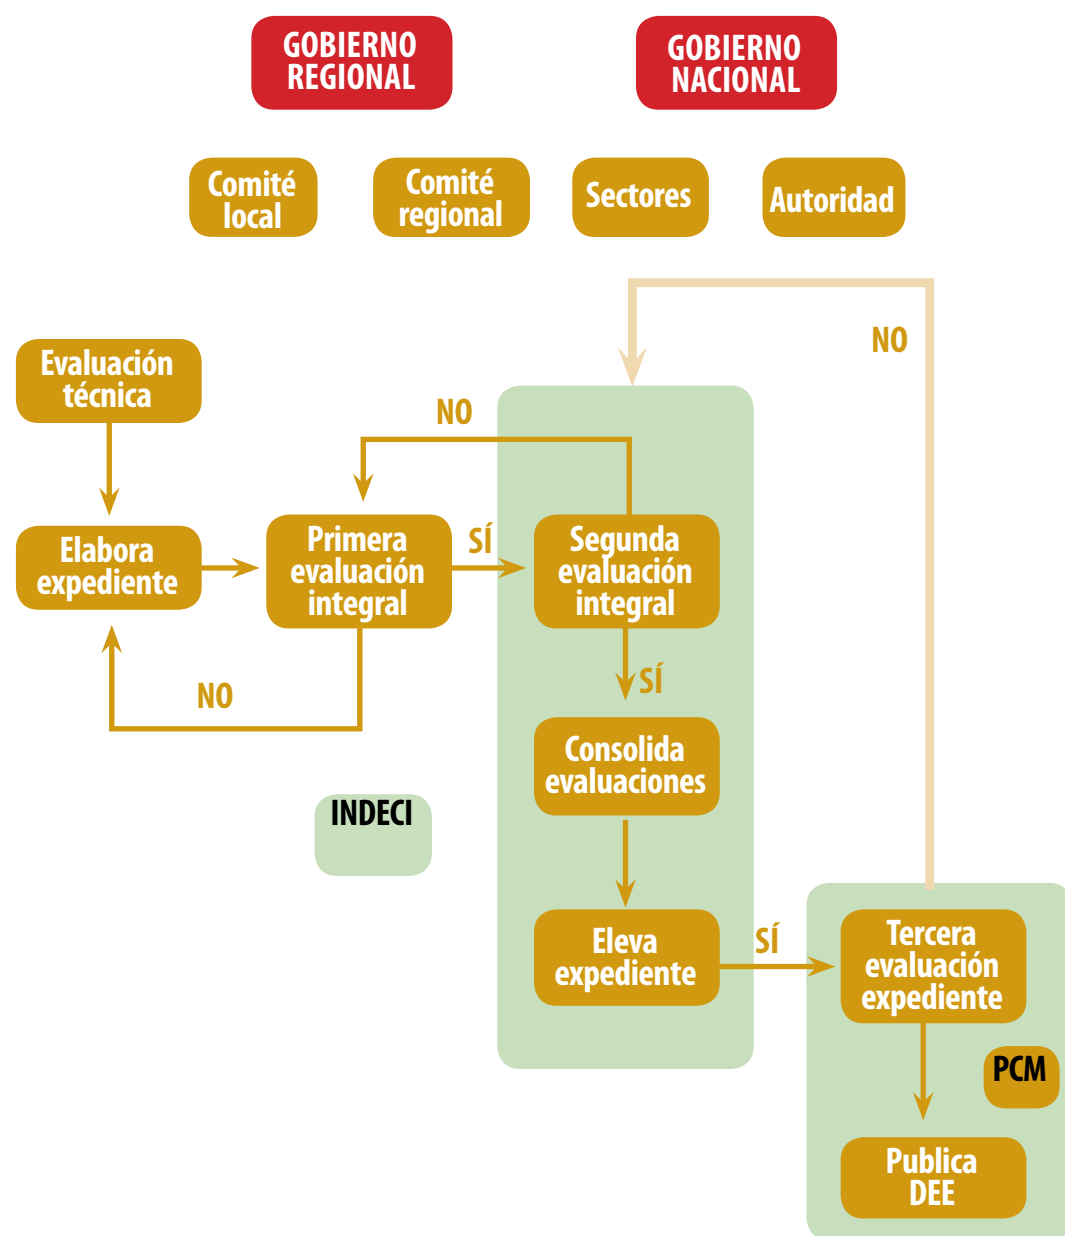 GOBIERNO
REGIONAL
GOBIERNO
NACIONAL
Comité
local
Comité
regional
Sectores
Autoridad
NO
Evaluación
técnica
NO
Elabora
expediente
Primera
evaluación
integral
SÍ
Segunda
evaluación
integral
NO
SÍ
Consolida
evaluaciones
INDECI
Eleva
expediente
SÍ
Tercera
evaluación
expediente
PCM
Publica
DEE